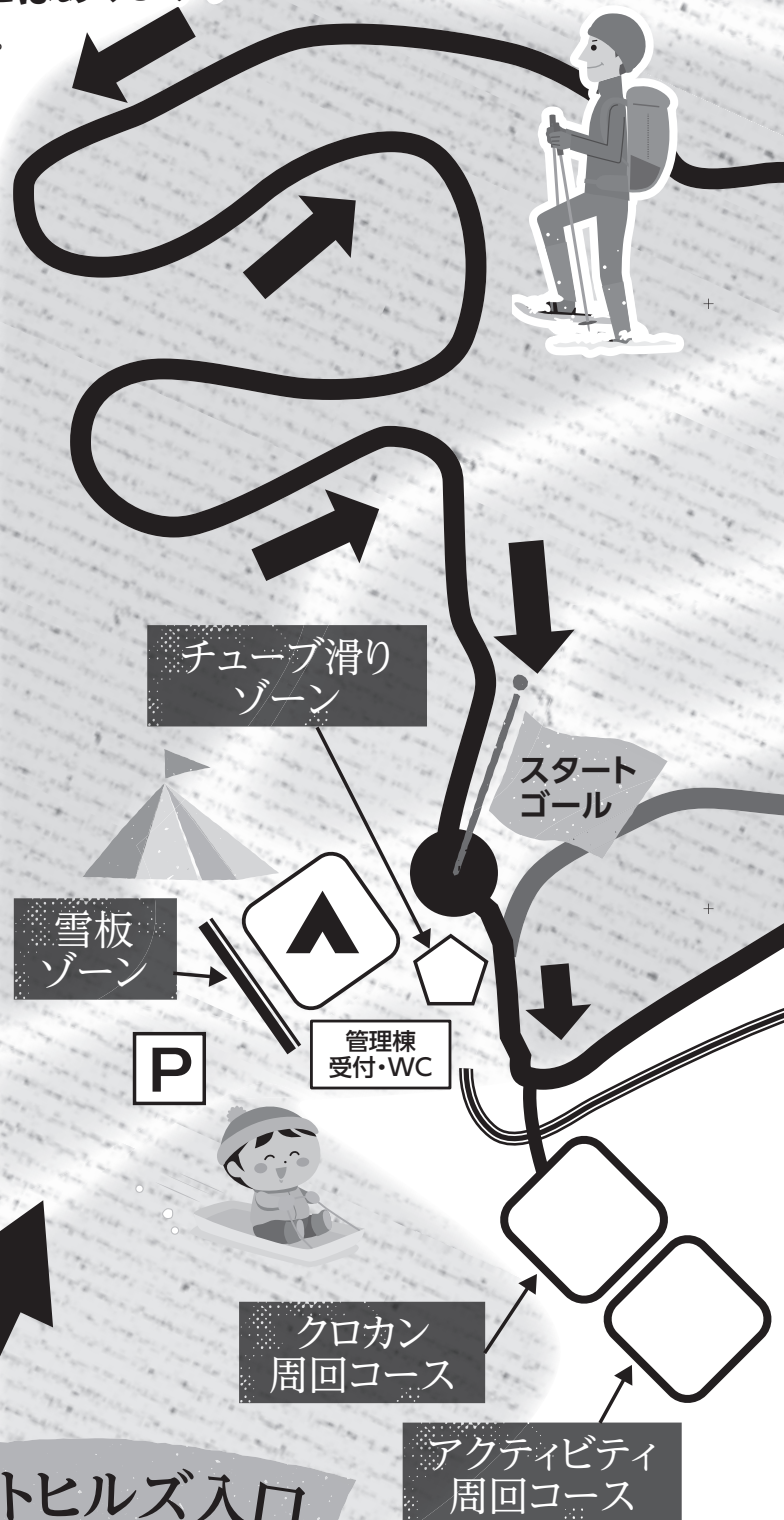 チューブ滑り
ゾーン
スタート
ゴール
雪板
ゾーン
管理棟
受付・WC
P
クロカン
周回コース
アクティビティ
周回コース
トヒルズ入口